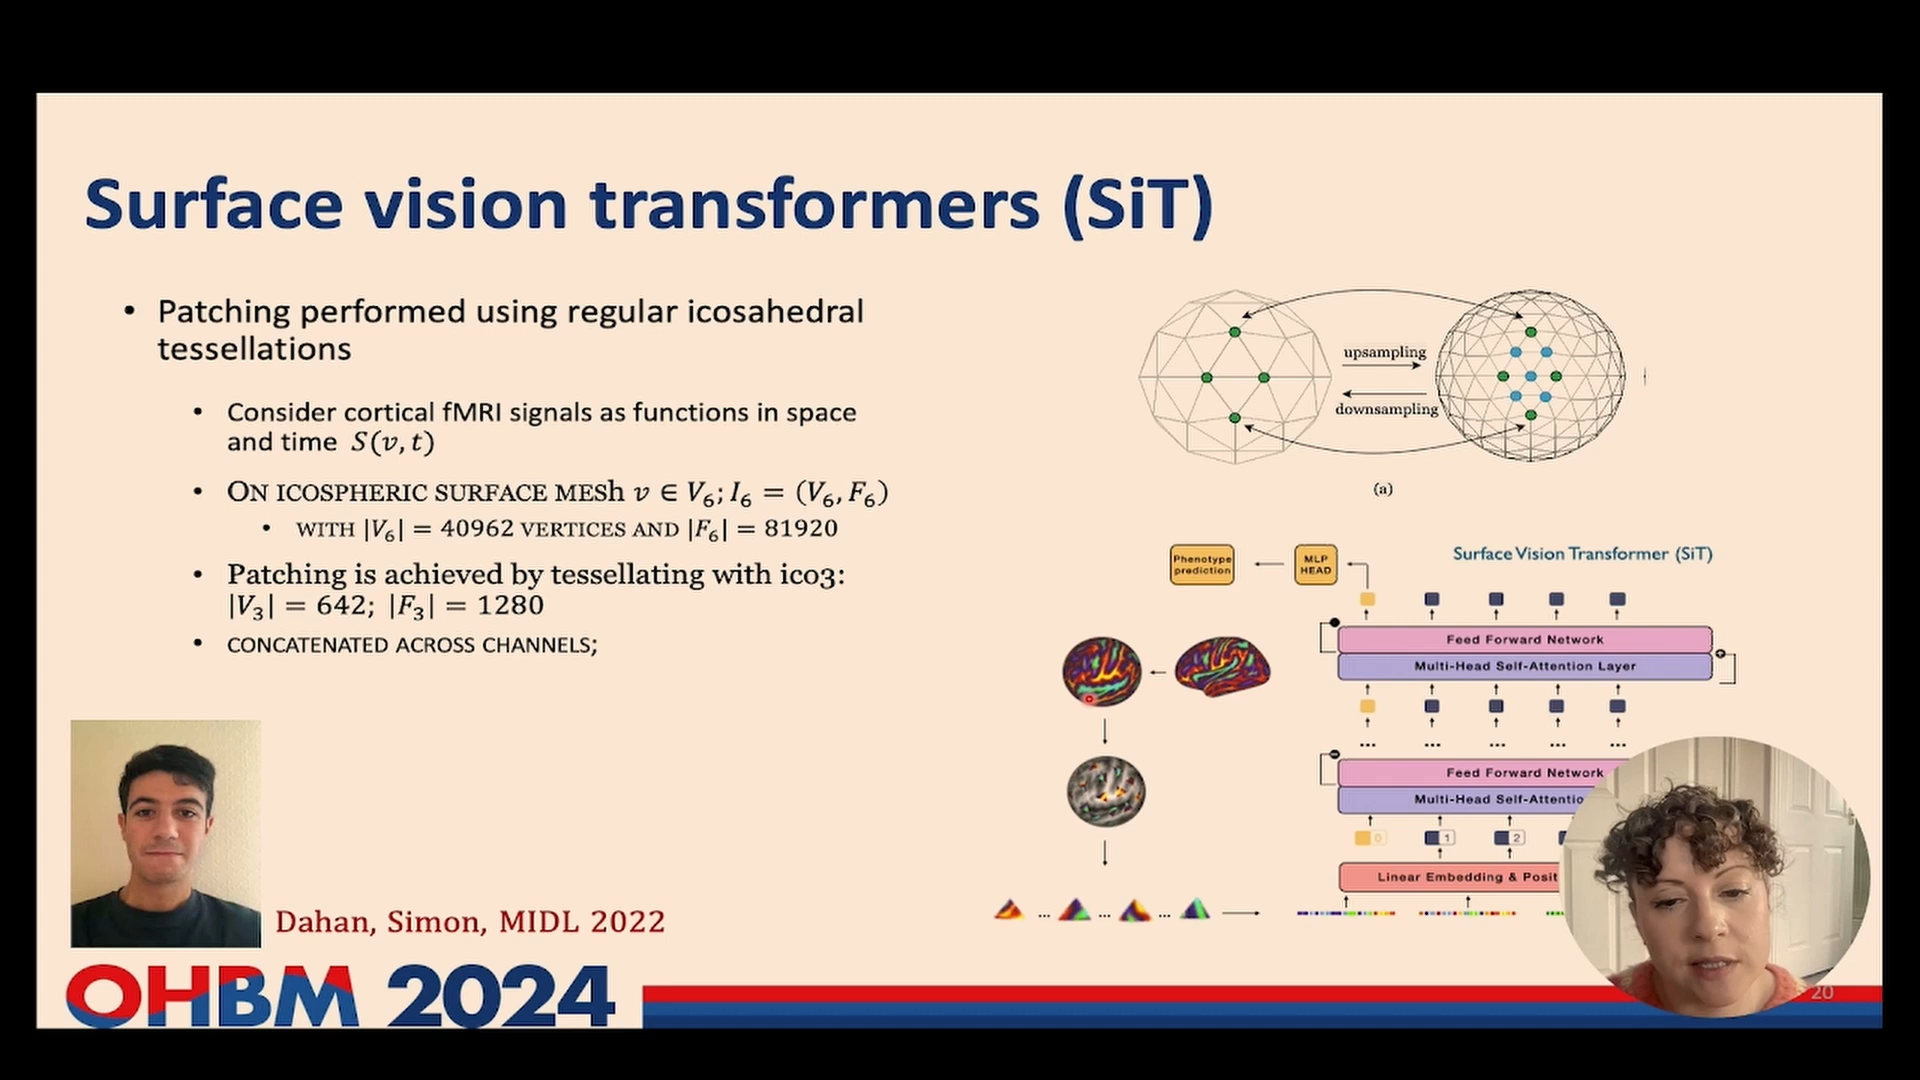 Surface vision transformers (SiT)
• Patching performed using regular icosahedral
tessellations
• Consider cortical fMRI signals as functions in space
and time S(v, t)
• ON ICOSPHERIC SURFACE MESh v ∈ V₆; I₆ = (V₆, F₆)
• WITH |V₆| = 40962 VERTICES AND |F₆| = 81920
• Patching is achieved by tessellating with ico3:
|V₃| = 642; |F₃| = 1280
• CONCATENATED ACROSS CHANNELS;
upsampling
downsampling
(a)
Surface Vision Transformer (SiT)
Phenotype
prediction
MLP
HEAD
Feed Forward Network
Multi-Head Self-Attention Layer
...
Feed Forward Network
Multi-Head Self-Attentio
0 1 2
Linear Embedding & Posit
... ... ...
Dahan, Simon, MIDL 2022
OHBM 2024
20